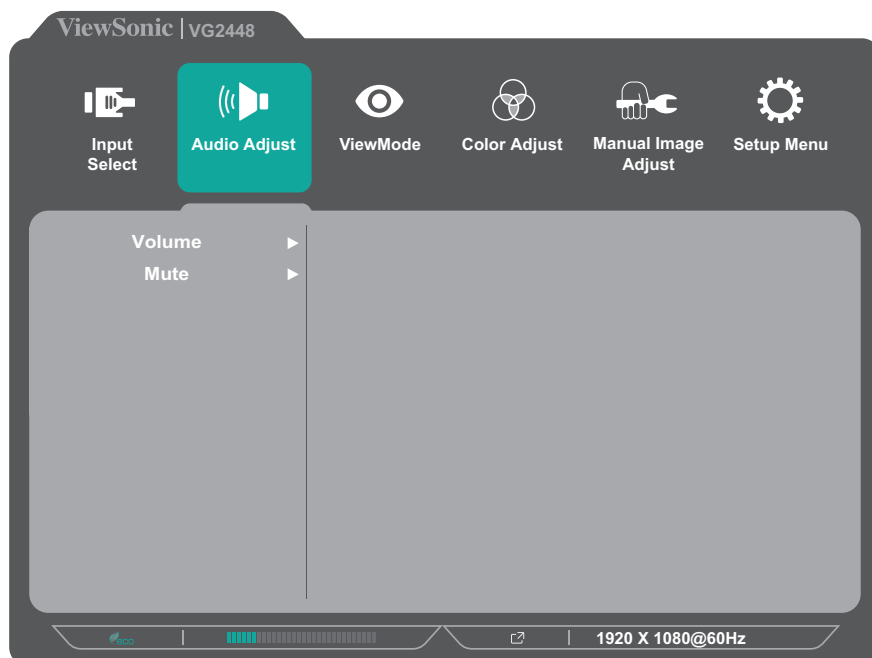 ViewSonic | VG2448
Input
Select
Audio Adjust
ViewMode
Color Adjust
Manual Image
Adjust
Setup Menu
Volume
Mute
eco
1920 X 1080@60Hz